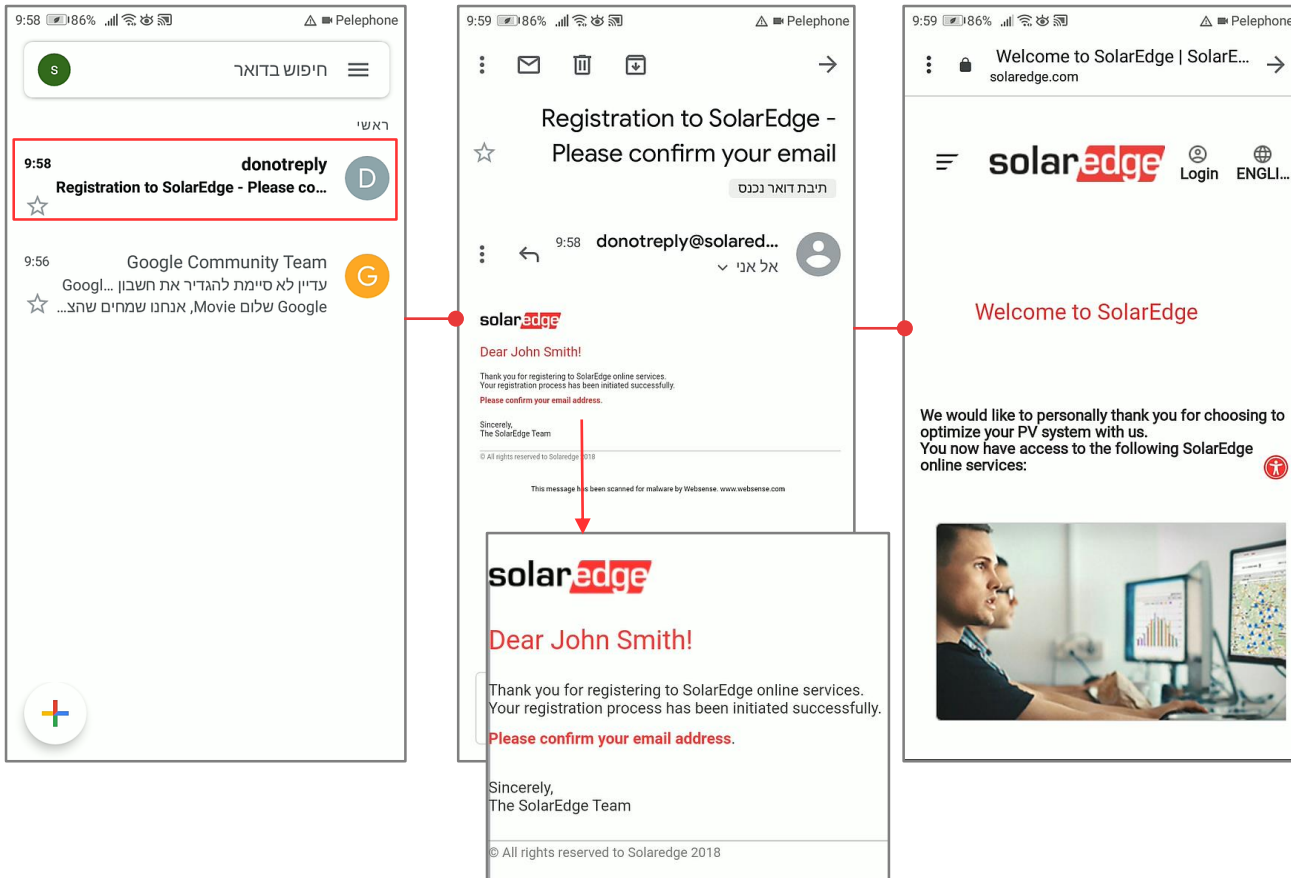 9:58 86% Pelephone
S
חיפוש בדואר
ראשי
9:58 donotreply
D
Registration to SolarEdge - Please co...
9:56 Google Community Team
G
עדיין לא סיימת להגדיר את חשבון Googl...
Google שלום Movie, אנחנו שמחים שהצ...
9:59 86% Pelephone
Registration to SolarEdge -
Please confirm your email
תיבת דואר נכנס
9:58 donotreply@solared...
אל אני
solaredge
Dear John Smith!
Thank you for registering to SolarEdge online services.
Your registration process has been initiated successfully.
Please confirm your email address.
Sincerely,
The SolarEdge Team
© All rights reserved to Solaredge 2018
This message has been scanned for malware by Websense. www.websense.com
solaredge
Dear John Smith!
Thank you for registering to SolarEdge online services.
Your registration process has been initiated successfully.
Please confirm your email address.
Sincerely,
The SolarEdge Team
© All rights reserved to Solaredge 2018
9:59 86% Pelephone
Welcome to SolarEdge | SolarE...
solaredge.com
solaredge
Login ENGLI...
Welcome to SolarEdge
We would like to personally thank you for choosing to
optimize your PV system with us.
You now have access to the following SolarEdge
online services: